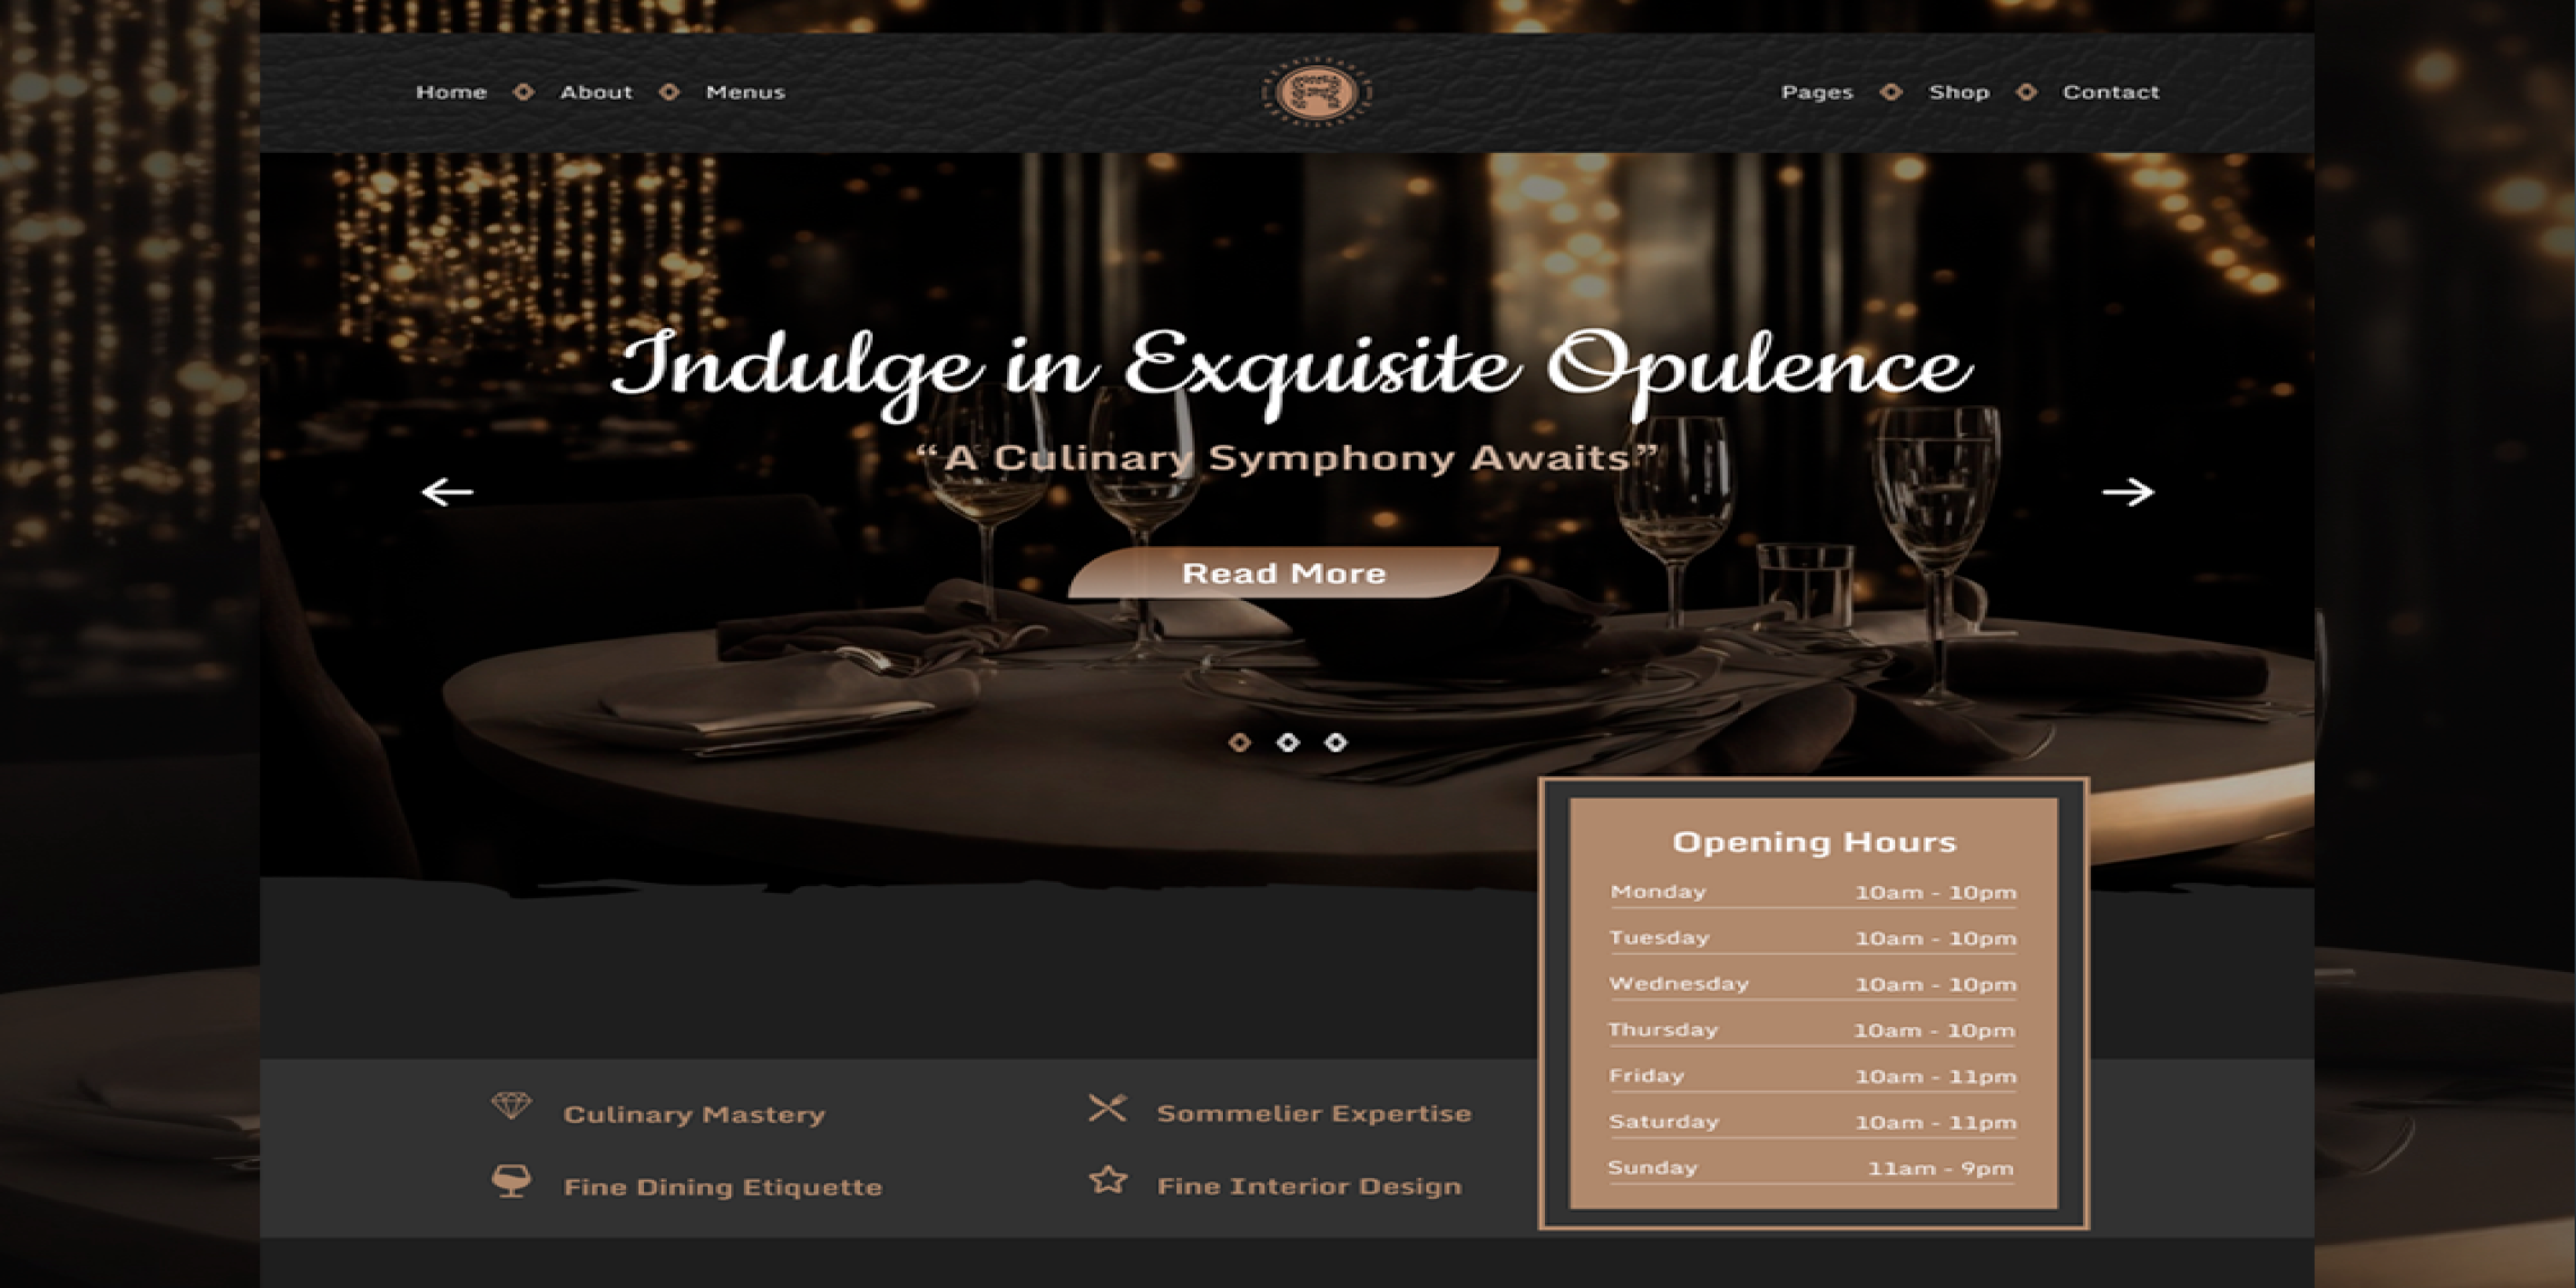 Home About Menus
Pages Shop Contact
Indulge in Exquisite Opulence
“A Culinary Symphony Awaits”
Read More
Opening Hours
Monday 10am - 10pm
Tuesday 10am - 10pm
Wednesday 10am - 10pm
Thursday 10am - 10pm
Friday 10am - 11pm
Saturday 10am - 11pm
Sunday 11am - 9pm
Culinary Mastery
Sommelier Expertise
Fine Dining Etiquette
Fine Interior Design